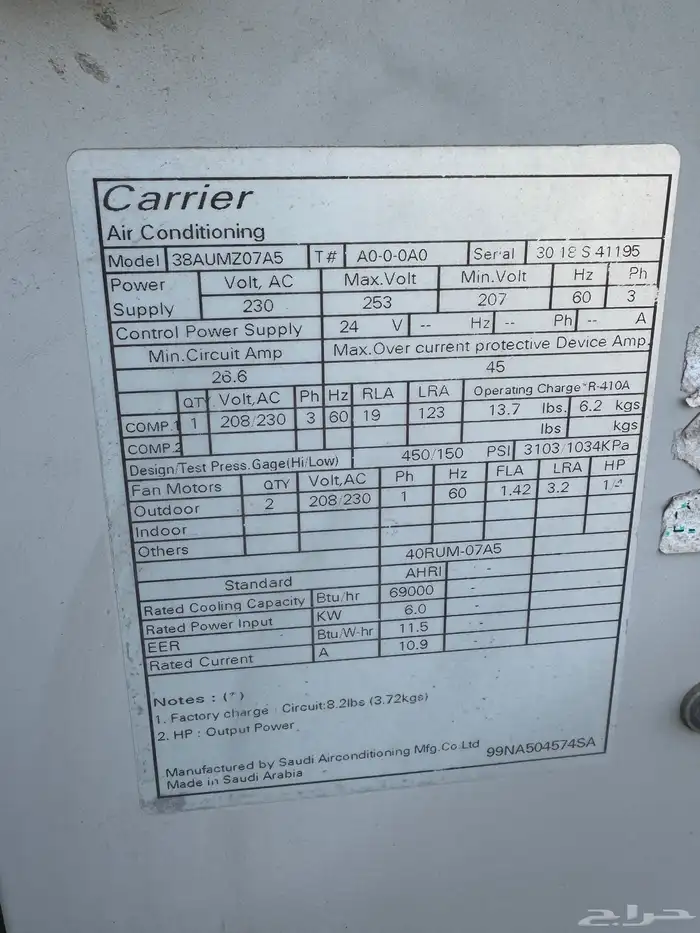 Carrier
Air Conditioning
Model 38AUMZ07A5 T# A0-0-0A0 Serial 30 18 S 41195
Power Supply Volt, AC Max.Volt Min.Volt Hz Ph
230 253 207 60 3
Control Power Supply 24 V -- Hz -- Ph -- A
Min.Circuit Amp Max.Over current protective Device Amp.
26.6 45
QTY Volt,AC Ph Hz RLA LRA Operating Charge*R-410A
COMP.1 1 208/230 3 60 19 123 13.7 lbs. 6.2 kgs
COMP.2 lbs kgs
Design/Test Press.Gage(Hi/Low) 450/150 PSI 3103/1034KPa
Fan Motors QTY Volt,AC Ph Hz FLA LRA HP
Outdoor 2 208/230 1 60 1.42 3.2
Indoor
Others
40RUM-07A5
Standard AHRI -
Rated Cooling Capacity Btu/hr 69000 -
Rated Power Input KW 6.0 -
EER Btu/W-hr 11.5 -
Rated Current A 10.9 -
Notes : (*)
1. Factory charge : Circuit:8.2lbs (3.72kgs)
2. HP : Output Power
Manufactured by Saudi Airconditioning Mfg.Co.Ltd 99NA504574SA
Made in Saudi Arabia
حراج